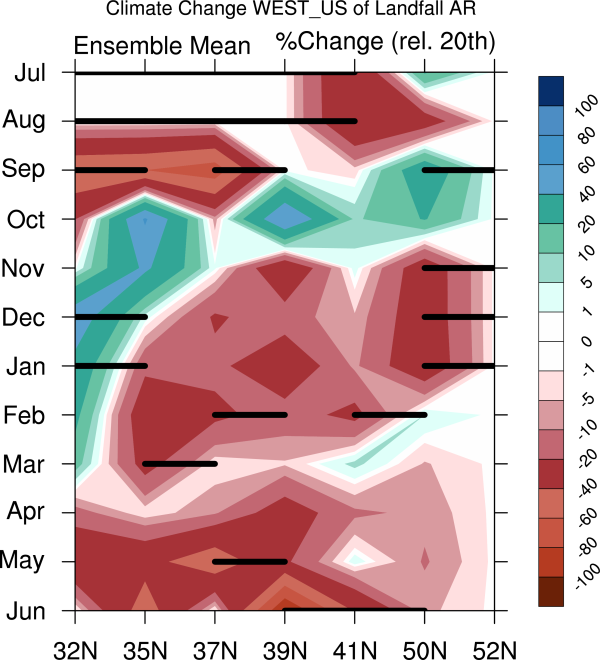 Climate Change WEST_US of Landfall AR
Ensemble Mean %Change (rel. 20th)
Jul
Aug
Sep
Oct
Nov
Dec
Jan
Feb
Mar
Apr
May
Jun
32N 35N 37N 39N 41N 50N 52N
100
80
60
40
20
10
5
1
0
-1
-5
-10
-20
-40
-60
-80
-100